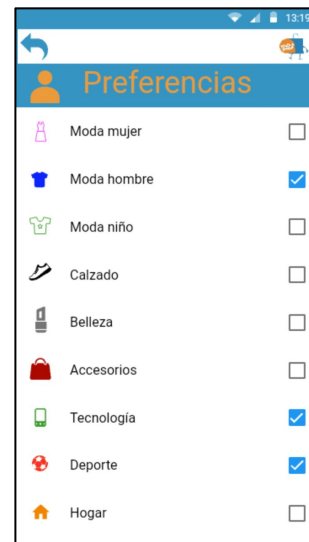 13:19
Preferencias
Moda mujer
Moda hombre
Moda niño
Calzado
Belleza
Accesorios
Tecnología
Deporte
Hogar